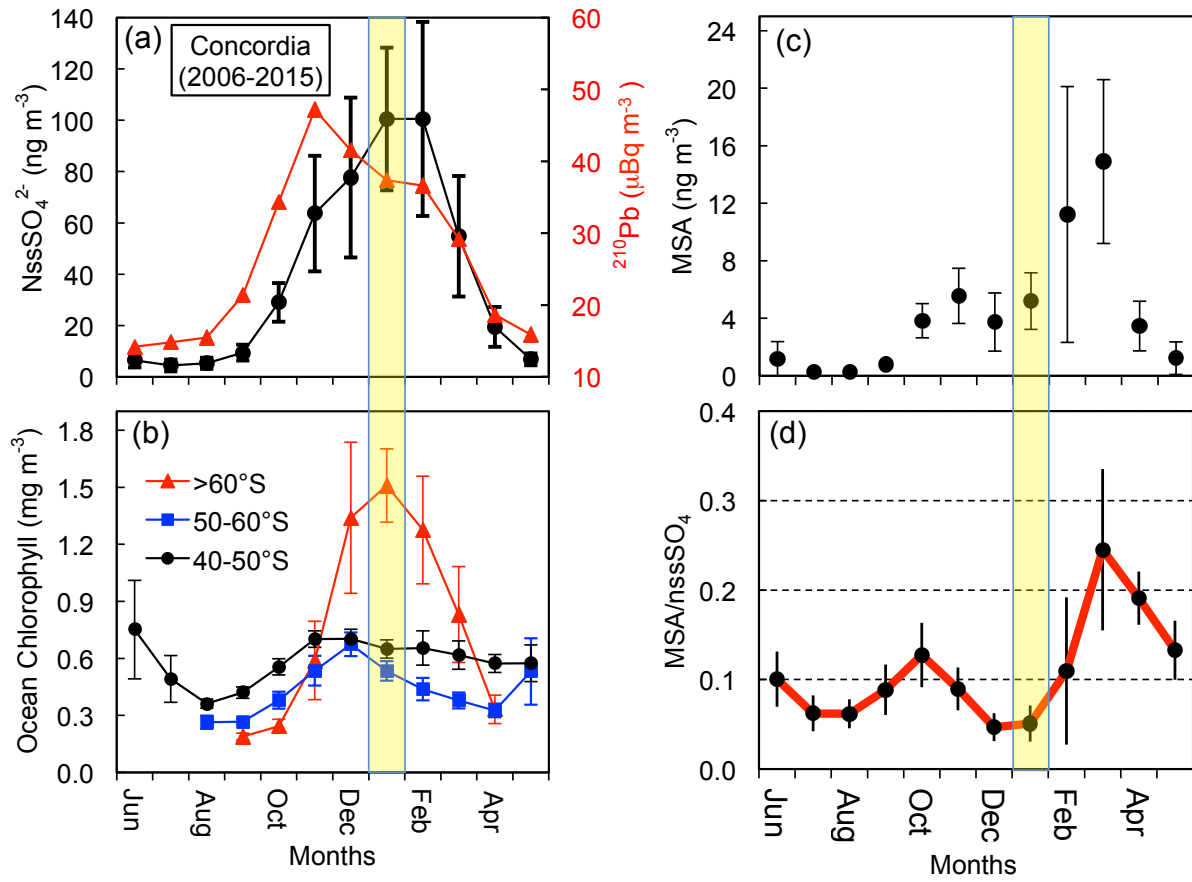 (a)
Concordia
(2006-2015)
NssSO₄²⁻ (ng m⁻³)
140
120
100
80
60
40
20
0
²¹⁰Pb (μBq m⁻³)
60
50
40
30
20
10
(b)
Ocean Chlorophyll (mg m⁻³)
1.8
1.5
1.2
0.9
0.6
0.3
0.0
>60°S
50-60°S
40-50°S
Jun
Aug
Oct
Dec
Feb
Apr
Months
(c)
MSA (ng m⁻³)
24
20
16
12
8
4
0
(d)
MSA/nssSO₄
0.4
0.3
0.2
0.1
0.0
Jun
Aug
Oct
Dec
Feb
Apr
Months